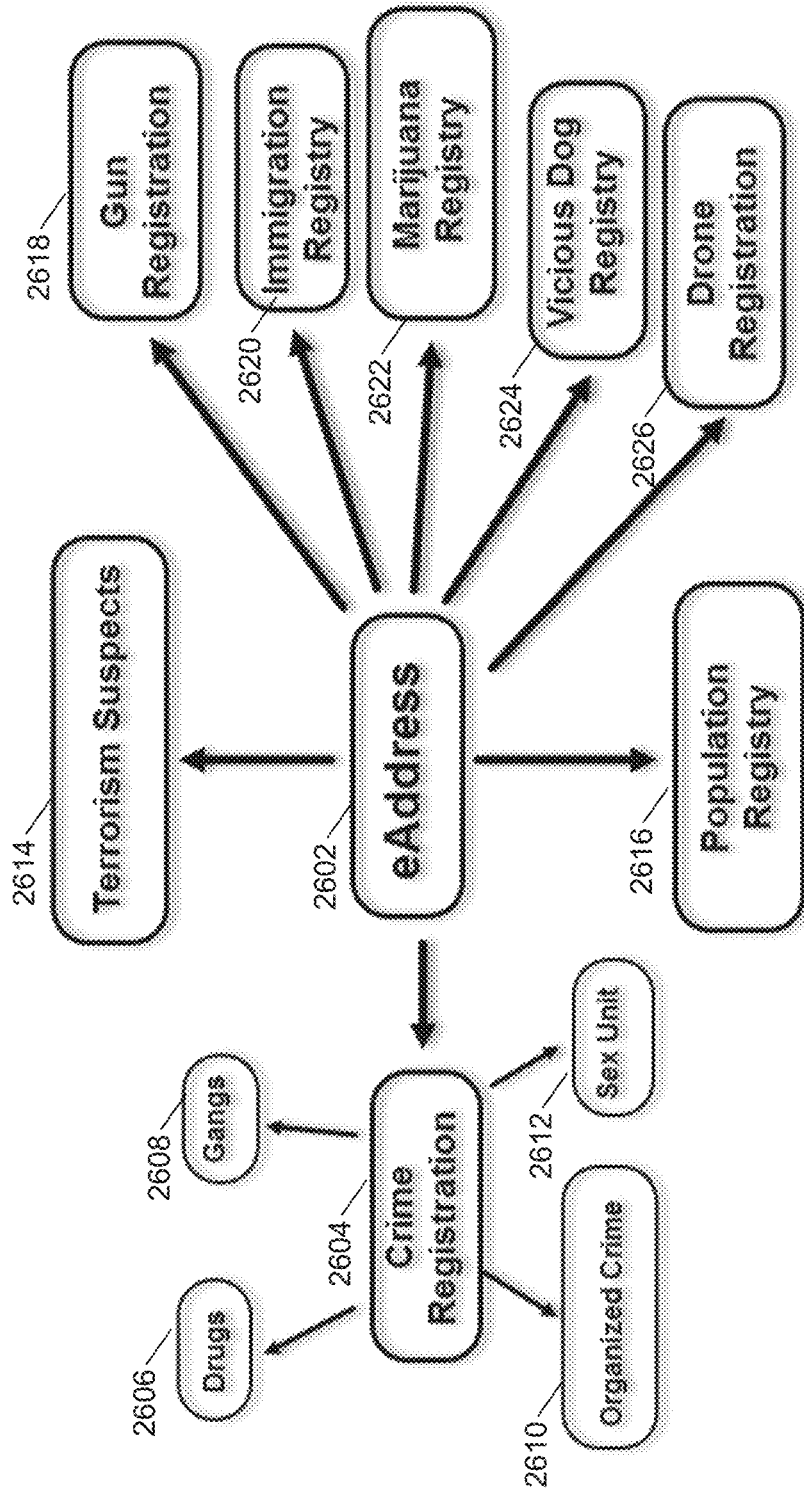 2614
Terrorism Suspects
2618
Gun
Registration
2606
Drugs
2608
Gangs
2620
Immigration
Registry
2604
Crime
Registration
2602
eAddress
2622
Marijuana
Registry
2610
Organized Crime
2612
Sex Unit
2624
Vicious Dog
Registry
2616
Population
Registry
2626
Drone
Registration